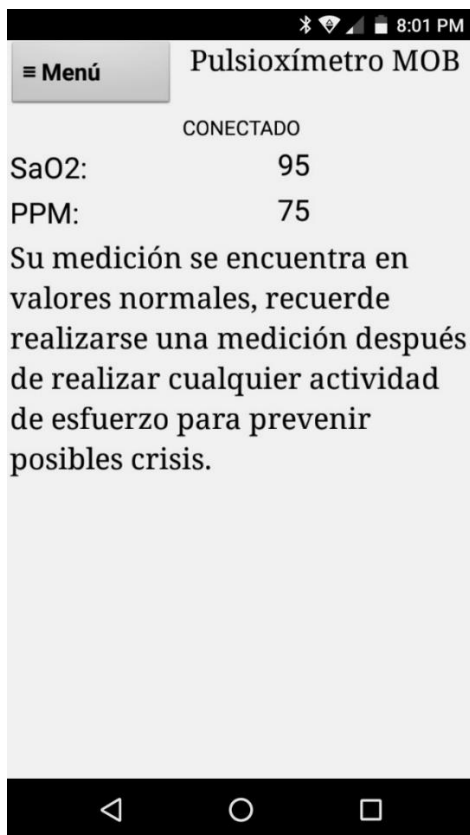 8:01 PM
≡ Menú
Pulsioxímetro MOB
CONECTADO
SaO2: 95
PPM: 75
Su medición se encuentra en
valores normales, recuerde
realizarse una medición después
de realizar cualquier actividad
de esfuerzo para prevenir
posibles crisis.